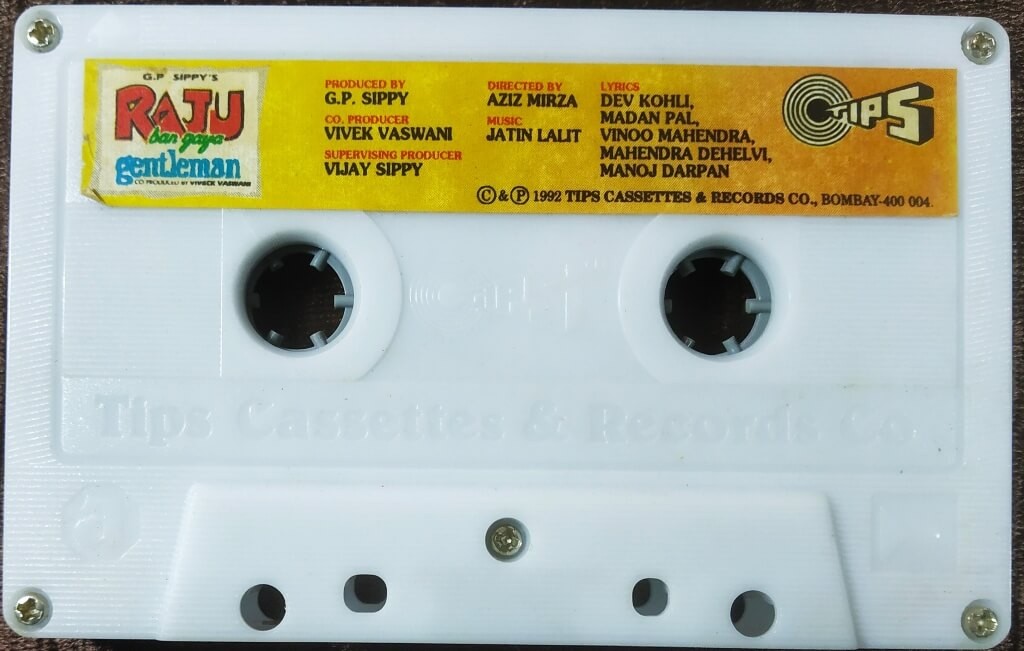 G.P. SIPPY'S
RAJU
ban gaya
gentleman
CO PRODUCED BY VIVECK VASWANI
PRODUCED BY
G.P. SIPPY
CO. PRODUCER
VIVEK VASWANI
SUPERVISING PRODUCER
VIJAY SIPPY
DIRECTED BY
AZIZ MIRZA
MUSIC
JATIN LALIT
LYRICS
DEV KOHLI,
MADAN PAL,
VINOO MAHENDRA,
MAHENDRA DEHELVI,
MANOJ DARPAN
TIPS
© & ℗ 1992 TIPS CASSETTES & RECORDS CO., BOMBAY-400 004.
TIPS
Tips Cassettes & Records Co.